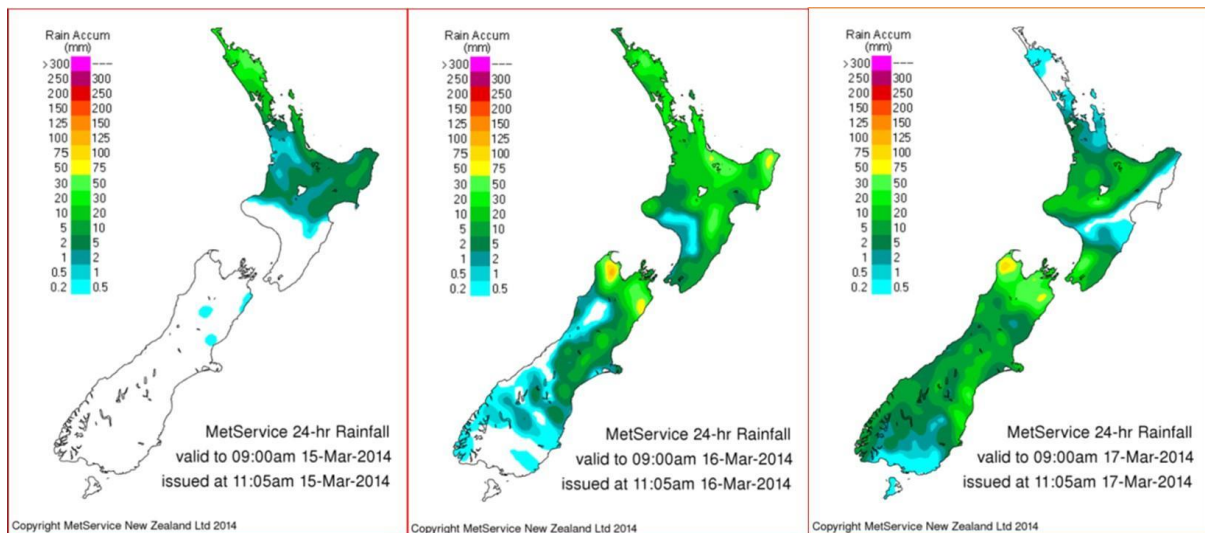 Rain Accum
(mm)
>300 ---
250 300
200 250
150 200
125 150
100 125
75 100
50 75
30 50
20 30
10 20
5 10
2 5
1 2
0.5 1
0.2 0.5
MetService 24-hr Rainfall
valid to 09:00am 15-Mar-2014
issued at 11:05am 15-Mar-2014
Copyright MetService New Zealand Ltd 2014
Rain Accum
(mm)
>300 ---
250 300
200 250
150 200
125 150
100 125
75 100
50 75
30 50
20 30
10 20
5 10
2 5
1 2
0.5 1
0.2 0.5
MetService 24-hr Rainfall
valid to 09:00am 16-Mar-2014
issued at 11:05am 16-Mar-2014
Copyright MetService New Zealand Ltd 2014
Rain Accum
(mm)
>300 ---
250 300
200 250
150 200
125 150
100 125
75 100
50 75
30 50
20 30
10 20
5 10
2 5
1 2
0.5 1
0.2 0.5
MetService 24-hr Rainfall
valid to 09:00am 17-Mar-2014
issued at 11:05am 17-Mar-2014
Copyright MetService New Zealand Ltd 2014